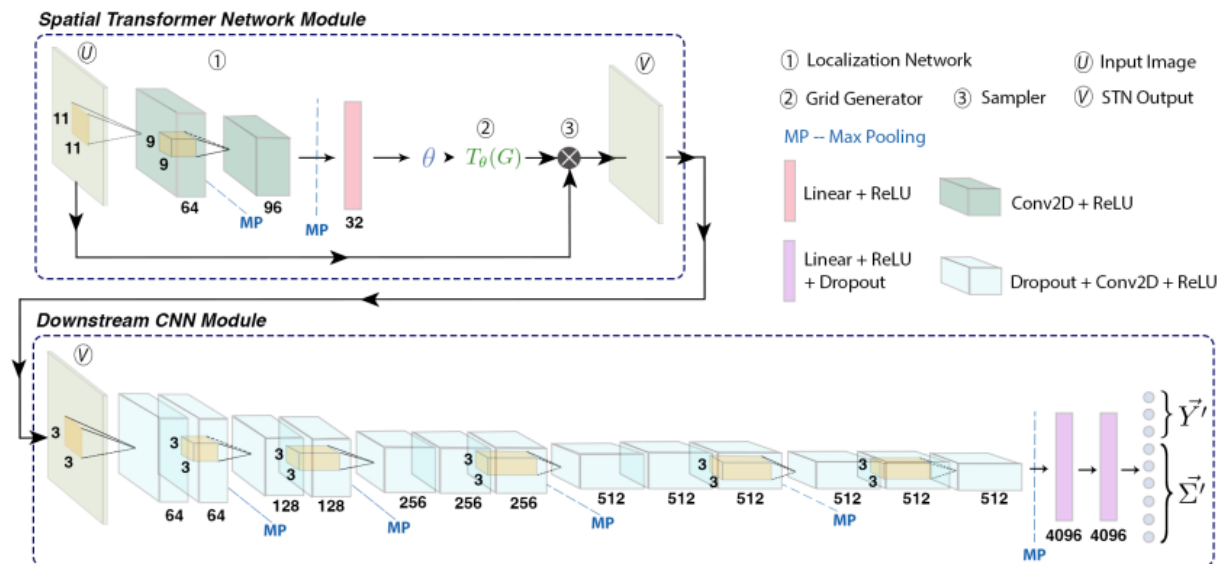 Spatial Transformer Network Module
U
1
11
11
9
9
64
MP
96
MP
32
θ
2
T_θ(G)
3
V
1 Localization Network
U Input Image
2 Grid Generator
3 Sampler
V STN Output
MP -- Max Pooling
Linear + ReLU
Conv2D + ReLU
Linear + ReLU
+ Dropout
Dropout + Conv2D + ReLU
Downstream CNN Module
V
3
3
64
3
3
64
MP
128
3
3
128
MP
256
256
3
3
256
MP
512
512
3
3
512
MP
512
3
3
512
512
MP
4096
4096
Y⃗′
Σ⃗′